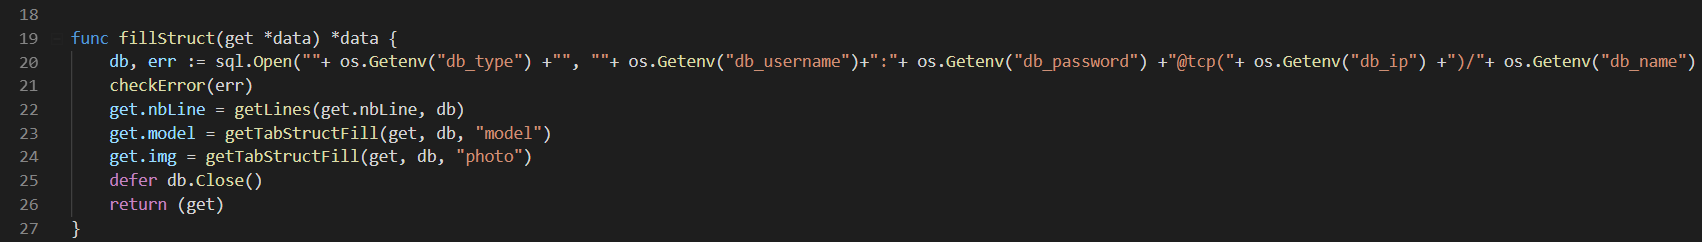 18
19 func fillStruct(get *data) *data {
20     db, err := sql.Open(""+ os.Getenv("db_type") +"", ""+ os.Getenv("db_username")+":"+ os.Getenv("db_password") +"@tcp("+ os.Getenv("db_ip") +")/"+ os.Getenv("db_name")
21     checkError(err)
22     get.nbLine = getLines(get.nbLine, db)
23     get.model = getTabStructFill(get, db, "model")
24     get.img = getTabStructFill(get, db, "photo")
25     defer db.Close()
26     return (get)
27 }